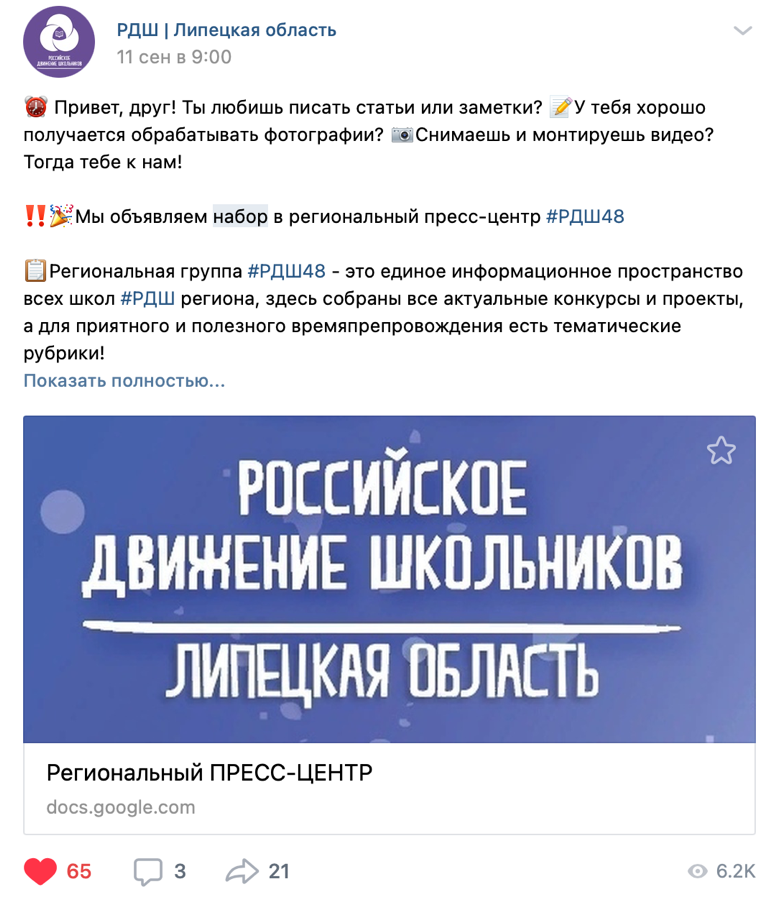 РОССИЙСКОЕ
ДВИЖЕНИЕ ШКОЛЬНИКОВ
РДШ | Липецкая область
11 сен в 9:00
⏰ Привет, друг! Ты любишь писать статьи или заметки? 📝У тебя хорошо
получается обрабатывать фотографии? 📷Снимаешь и монтируешь видео?
Тогда тебе к нам!
‼️🎉Мы объявляем набор в региональный пресс-центр #РДШ48
📋Региональная группа #РДШ48 - это единое информационное пространство
всех школ #РДШ региона, здесь собраны все актуальные конкурсы и проекты,
а для приятного и полезного времяпрепровождения есть тематические
рубрики!
Показать полностью...
РОССИЙСКОЕ
ДВИЖЕНИЕ ШКОЛЬНИКОВ
ЛИПЕЦКАЯ ОБЛАСТЬ
Региональный ПРЕСС-ЦЕНТР
docs.google.com
65 3 21 6.2K